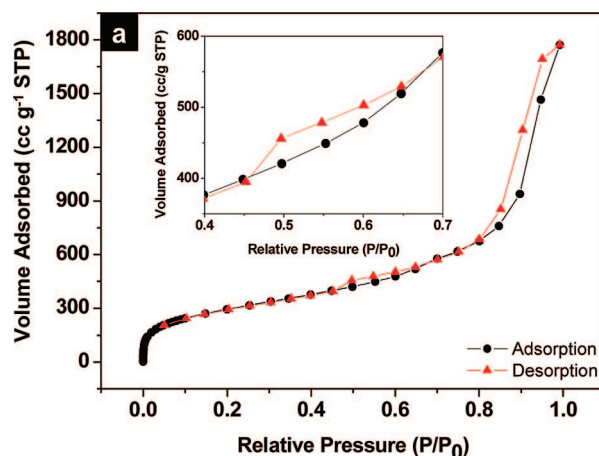 a
Volume Adsorbed (cc g⁻¹ STP)
1800
1500
1200
900
600
300
0
0.0 0.2 0.4 0.6 0.8 1.0
Relative Pressure (P/P₀)
Volume Adsorbed (cc/g STP)
600
500
400
0.4 0.5 0.6 0.7
Relative Pressure (P/P₀)
Adsorption
Desorption